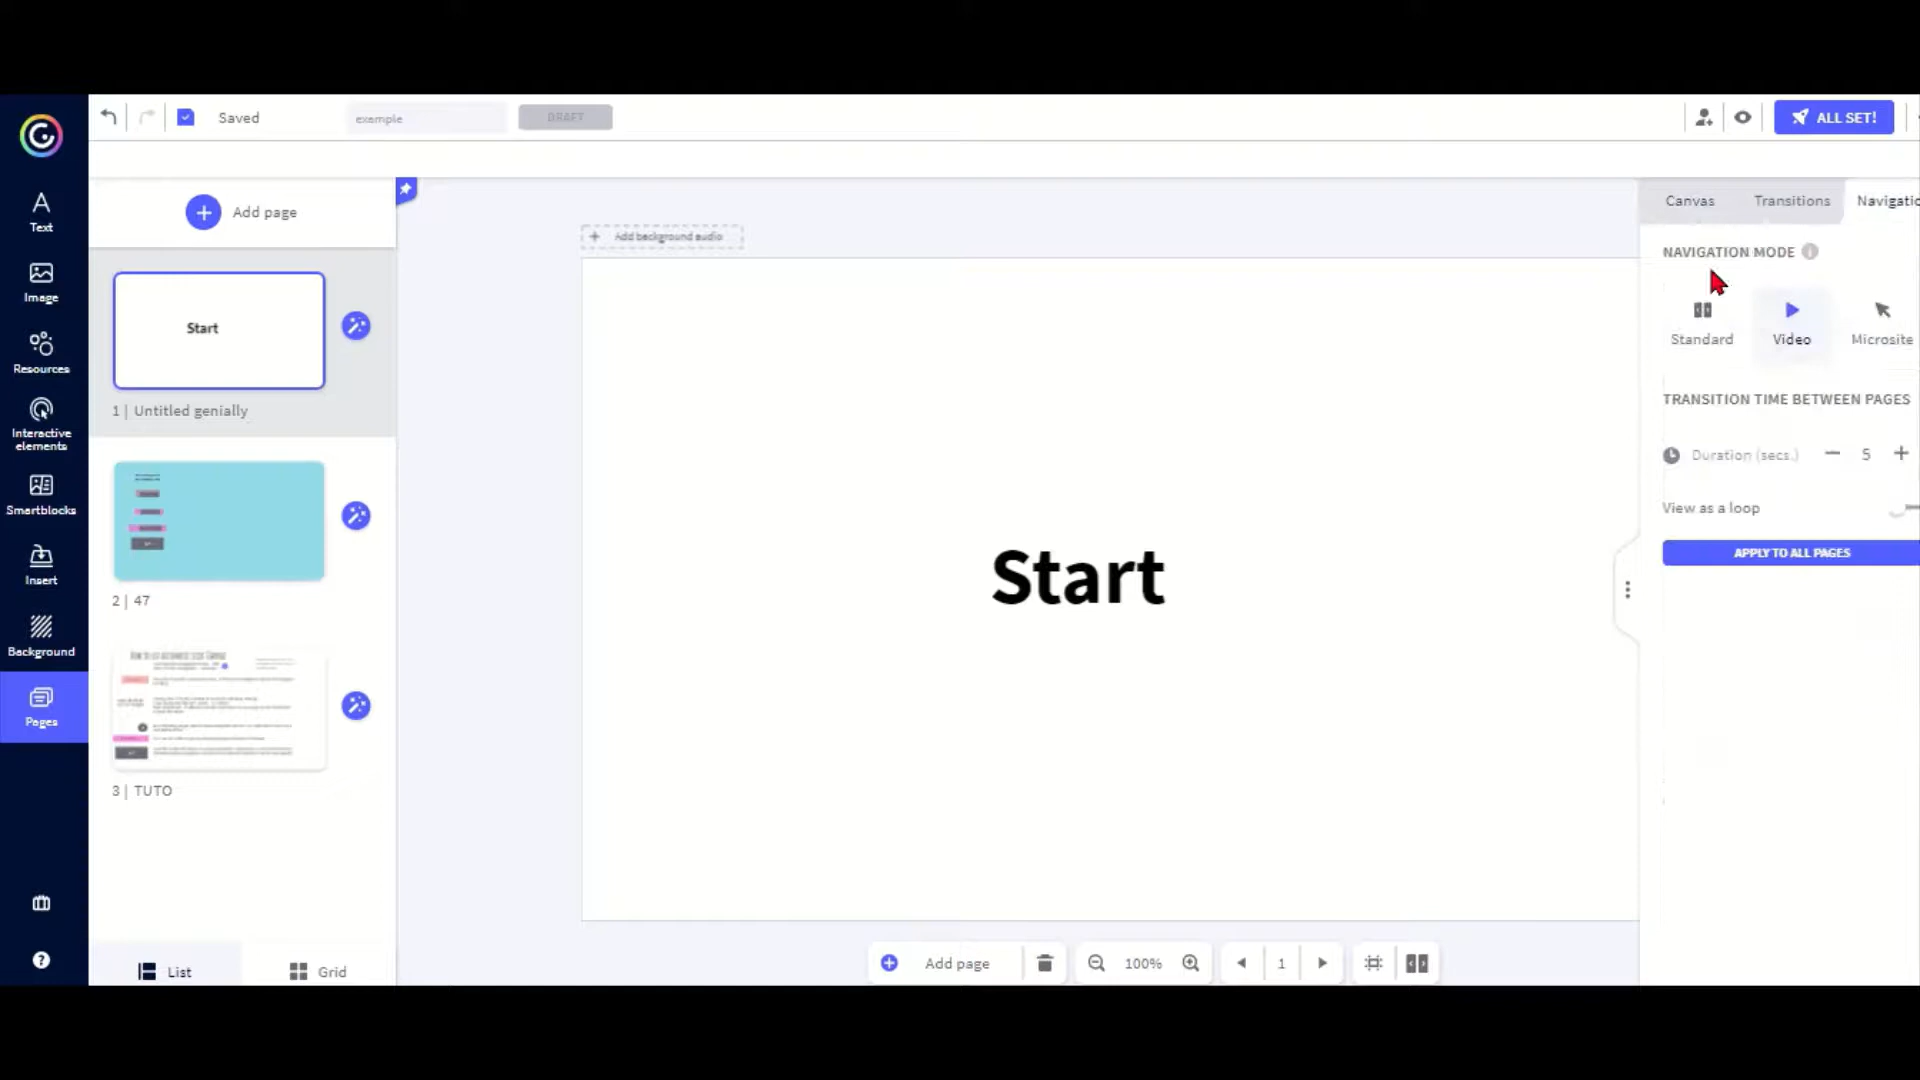 Saved
example
DRAFT
ALL SET!
Text
Image
Resources
Interactive
elements
Smartblocks
Insert
Background
Pages
Add page
Start
1 | Untitled genially
2 | 47
3 | TUTO
List
Grid
+ Add background audio
Start
Add page
100%
1
Canvas
Transitions
Navigatio
NAVIGATION MODE
Standard
Video
Microsite
TRANSITION TIME BETWEEN PAGES
Duration (secs.) — 5 +
View as a loop
APPLY TO ALL PAGES